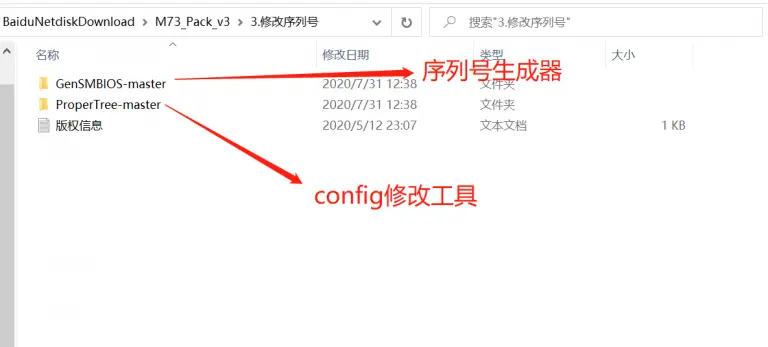 BaiduNetdiskDownload > M73_Pack_v3 > 3.修改序列号
搜索"3.修改序列号"
名称 修改日期 类型 大小
GenSMBIOS-master 2020/7/31 12:38 文件夹
序列号生成器
ProperTree-master 2020/7/31 12:38 文件夹
版权信息 2020/5/12 23:07 文本文档 1 KB
config修改工具